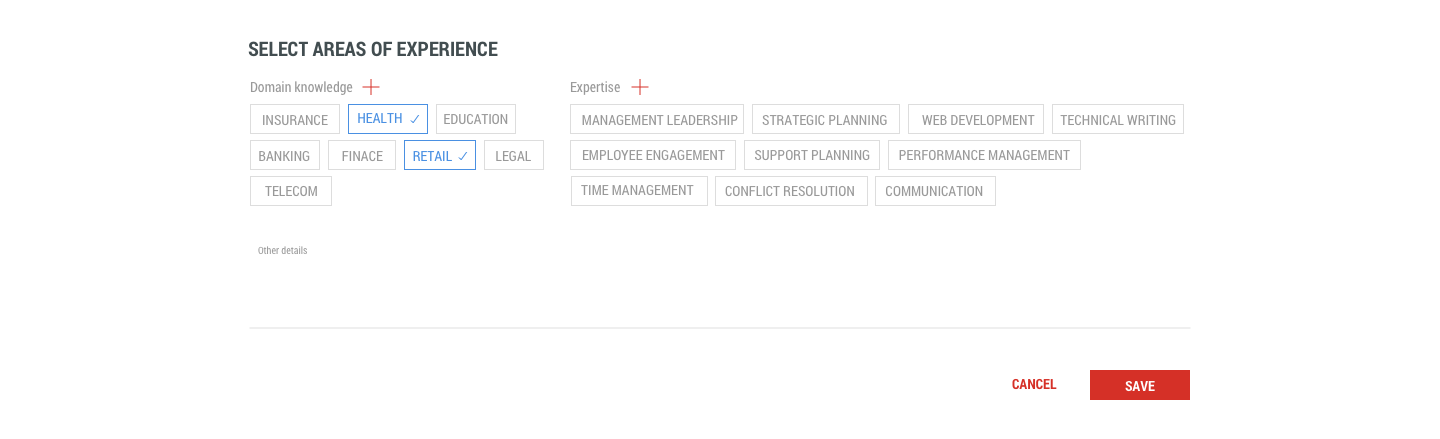 SELECT AREAS OF EXPERIENCE
Domain knowledge
INSURANCE HEALTH EDUCATION
BANKING FINACE RETAIL LEGAL
TELECOM
Expertise
MANAGEMENT LEADERSHIP STRATEGIC PLANNING WEB DEVELOPMENT TECHNICAL WRITING
EMPLOYEE ENGAGEMENT SUPPORT PLANNING PERFORMANCE MANAGEMENT
TIME MANAGEMENT CONFLICT RESOLUTION COMMUNICATION
Other details
CANCEL SAVE